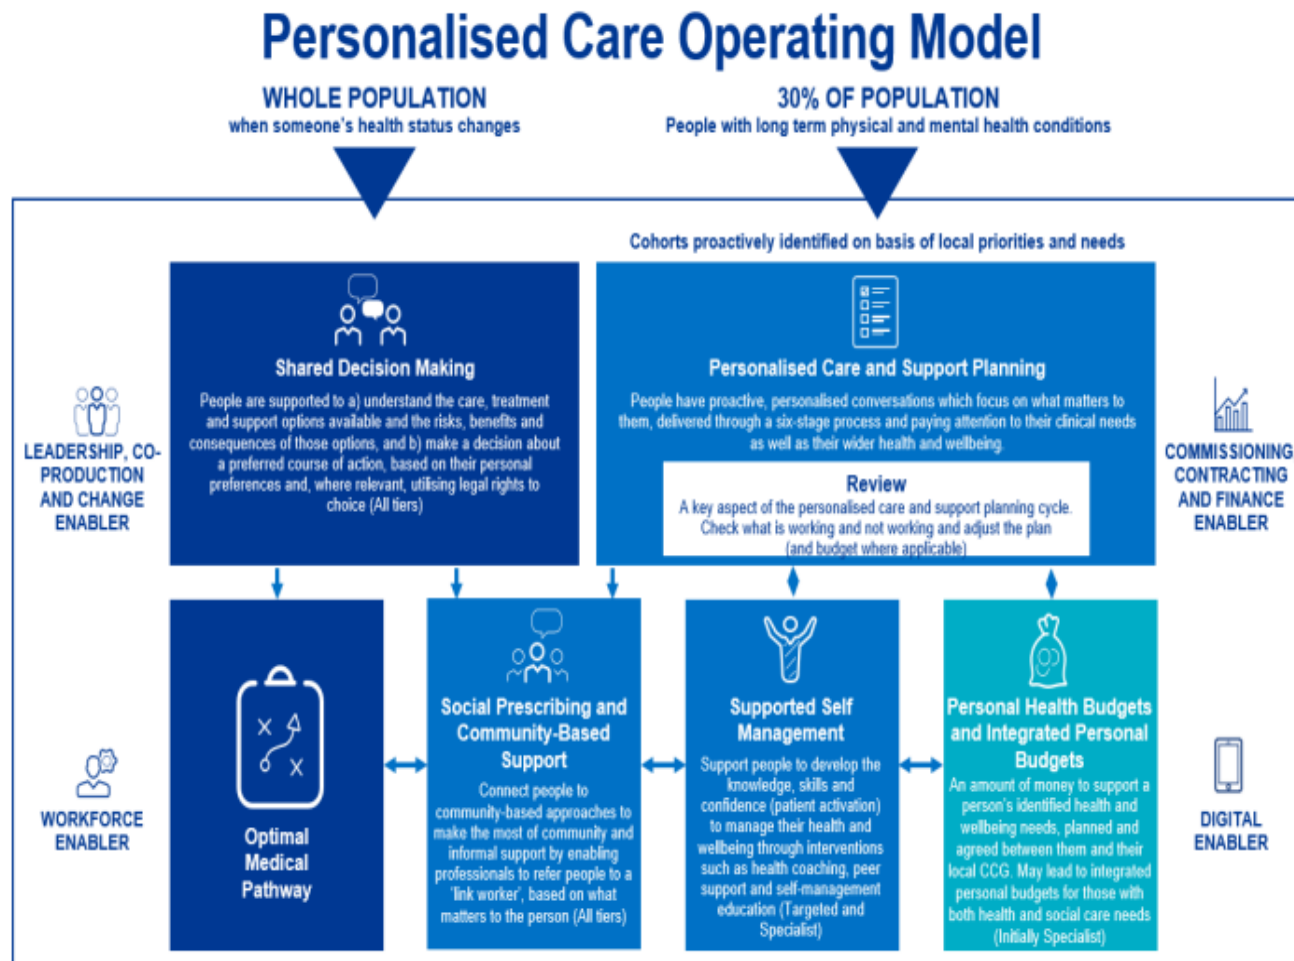 Personalised Care Operating Model
WHOLE POPULATION
when someone's health status changes
30% OF POPULATION
People with long term physical and mental health conditions
Cohorts proactively identified on basis of local priorities and needs
Shared Decision Making
People are supported to a) understand the care, treatment
and support options available and the risks, benefits and
consequences of those options, and b) make a decision about
a preferred course of action, based on their personal
preferences and, where relevant, utilising legal rights to
choice (All tiers)
Personalised Care and Support Planning
People have proactive, personalised conversations which focus on what matters to
them, delivered through a six-stage process and paying attention to their clinical needs
as well as their wider health and wellbeing.
Review
A key aspect of the personalised care and support planning cycle.
Check what is working and not working and adjust the plan
(and budget where applicable)
LEADERSHIP, CO-
PRODUCTION
AND CHANGE
ENABLER
COMMISSIONING
CONTRACTING
AND FINANCE
ENABLER
WORKFORCE
ENABLER
Optimal
Medical
Pathway
Social Prescribing and
Community-Based
Support
Connect people to
community-based approaches to
make the most of community and
informal support by enabling
professionals to refer people to a
'link worker', based on what
matters to the person (All tiers)
Supported Self
Management
Support people to develop the
knowledge, skills and
confidence (patient activation)
to manage their health and
wellbeing through interventions
such as health coaching, peer
support and self-management
education (Targeted and
Specialist)
Personal Health Budgets
and Integrated Personal
Budgets
An amount of money to support a
person's identified health and
wellbeing needs, planned and
agreed between them and their
local CCG. May lead to integrated
personal budgets for those with
both health and social care needs
(Initially Specialist)
DIGITAL
ENABLER